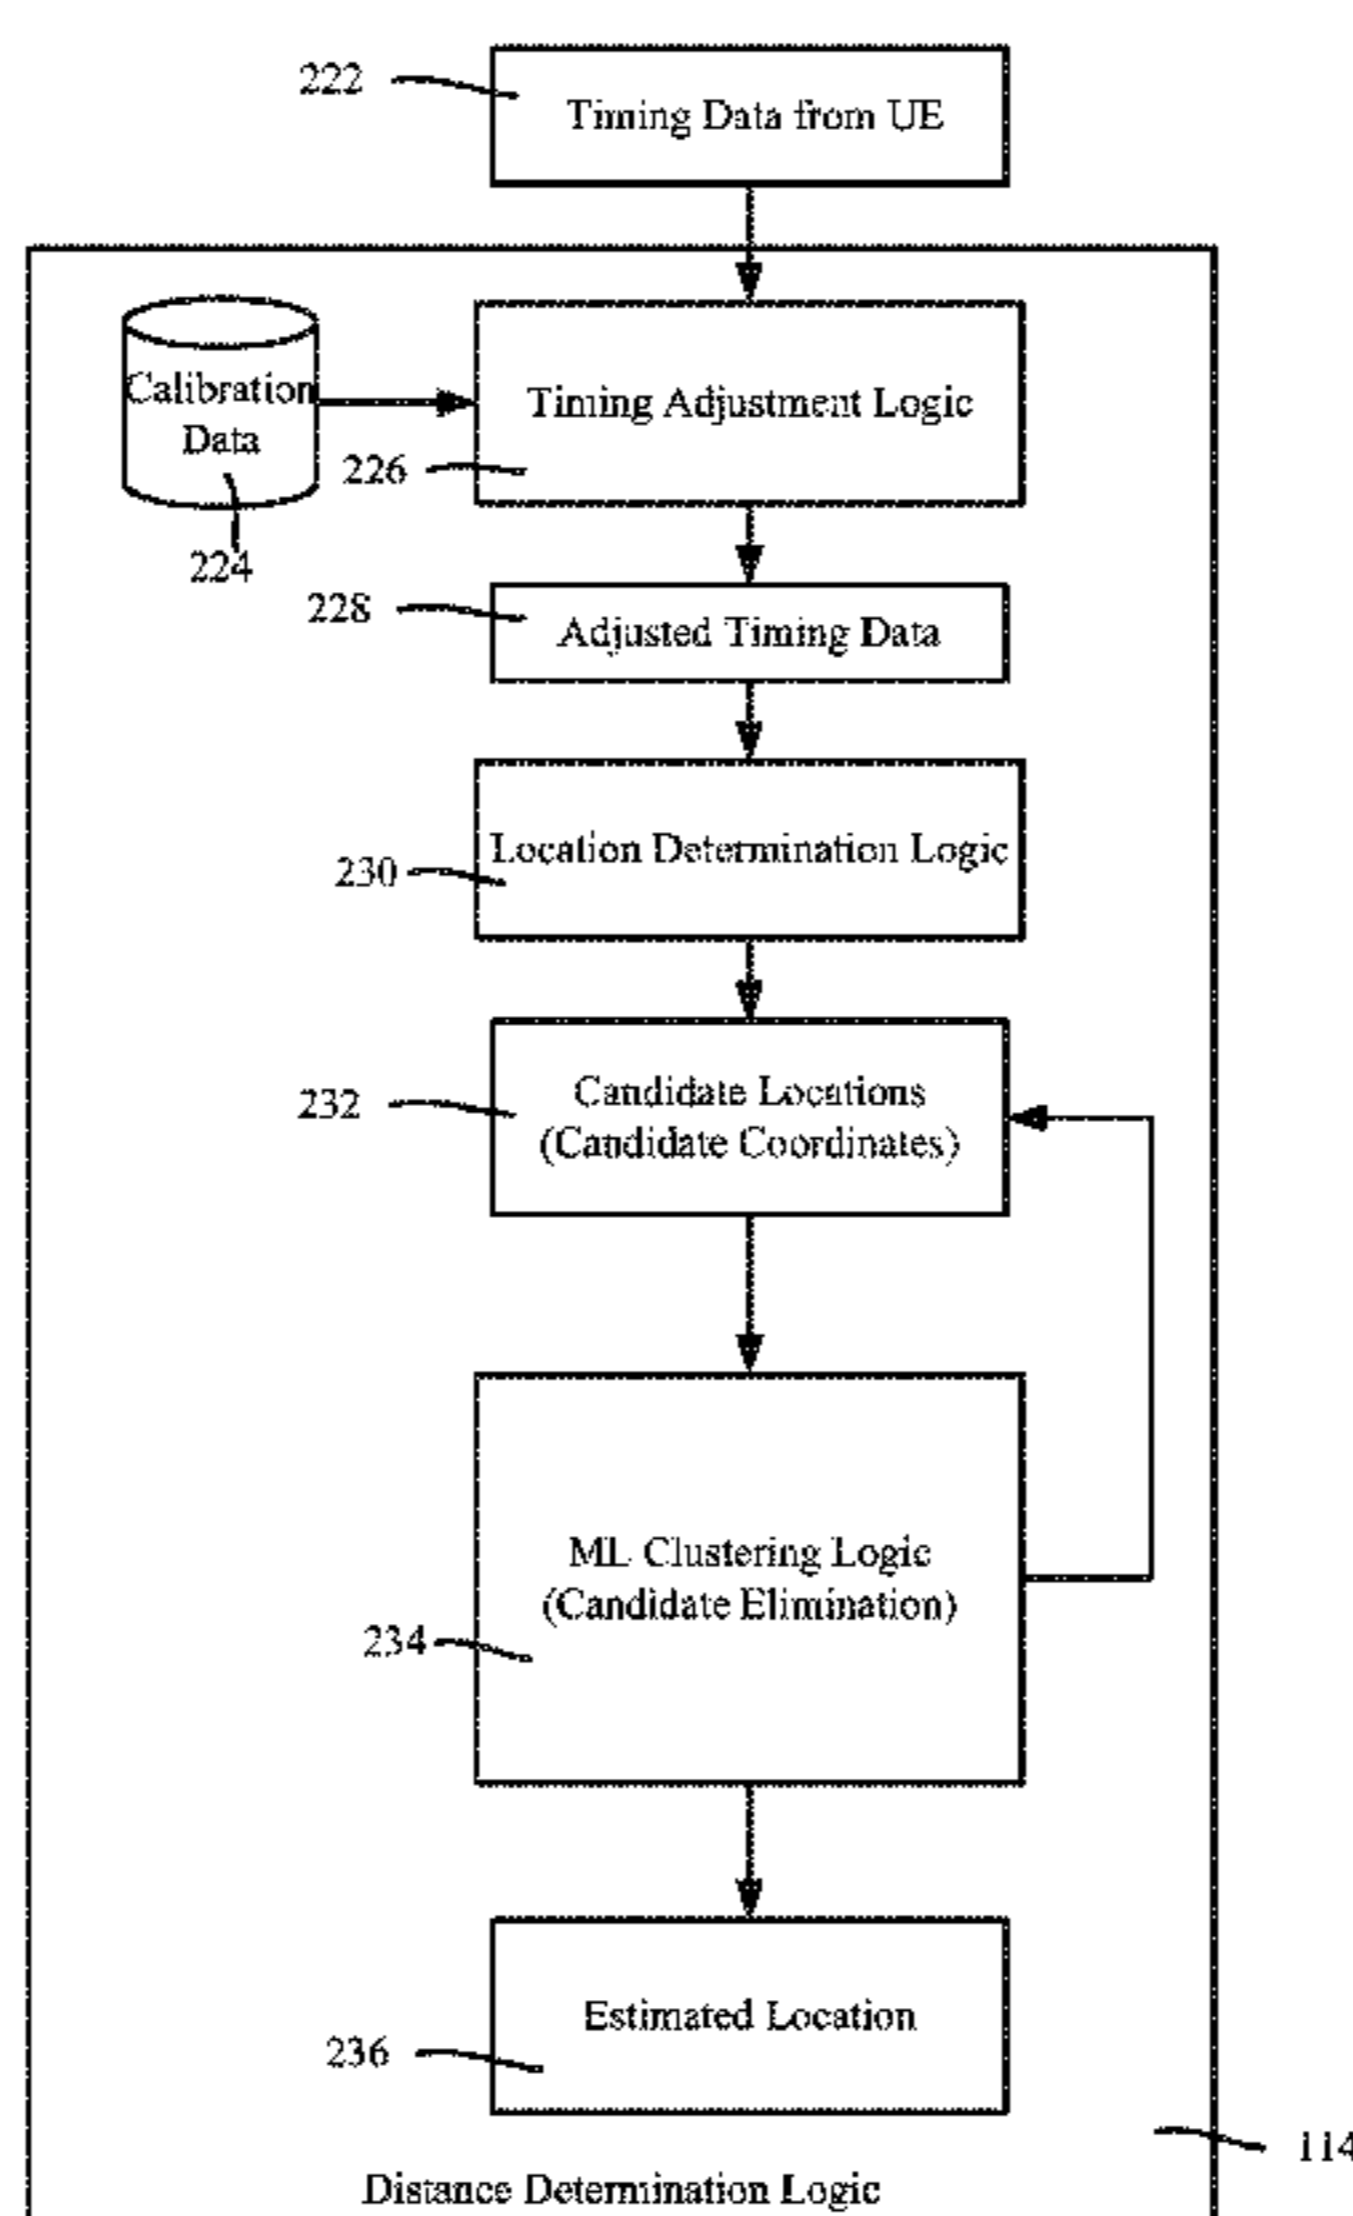 222
Timing Data from UE
Calibration
Data
224
Timing Adjustment Logic
226
228
Adjusted Timing Data
Location Determination Logic
230
232
Candidate Locations
(Candidate Coordinates)
ML Clustering Logic
(Candidate Elimination)
234
Estimated Location
236
114
Distance Determination Logic